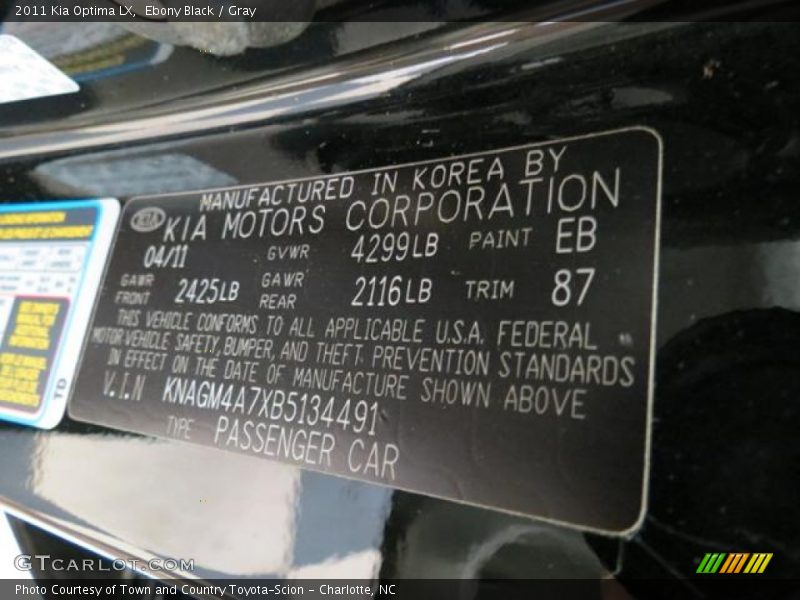 2011 Kia Optima LX, Ebony Black / Gray
MANUFACTURED IN KOREA BY
KIA KIA MOTORS CORPORATION
04/11 GVWR 4299LB PAINT EB
GAWR FRONT 2425LB GAWR REAR 2116LB TRIM 87
THIS VEHICLE CONFORMS TO ALL APPLICABLE U.S.A. FEDERAL
MOTOR VEHICLE SAFETY, BUMPER, AND THEFT PREVENTION STANDARDS
IN EFFECT ON THE DATE OF MANUFACTURE SHOWN ABOVE
V.I.N KNAGM4A7XB5134491
TYPE PASSENGER CAR
TD
GTCARLOT.COM
Photo Courtesy of Town and Country Toyota-Scion - Charlotte, NC